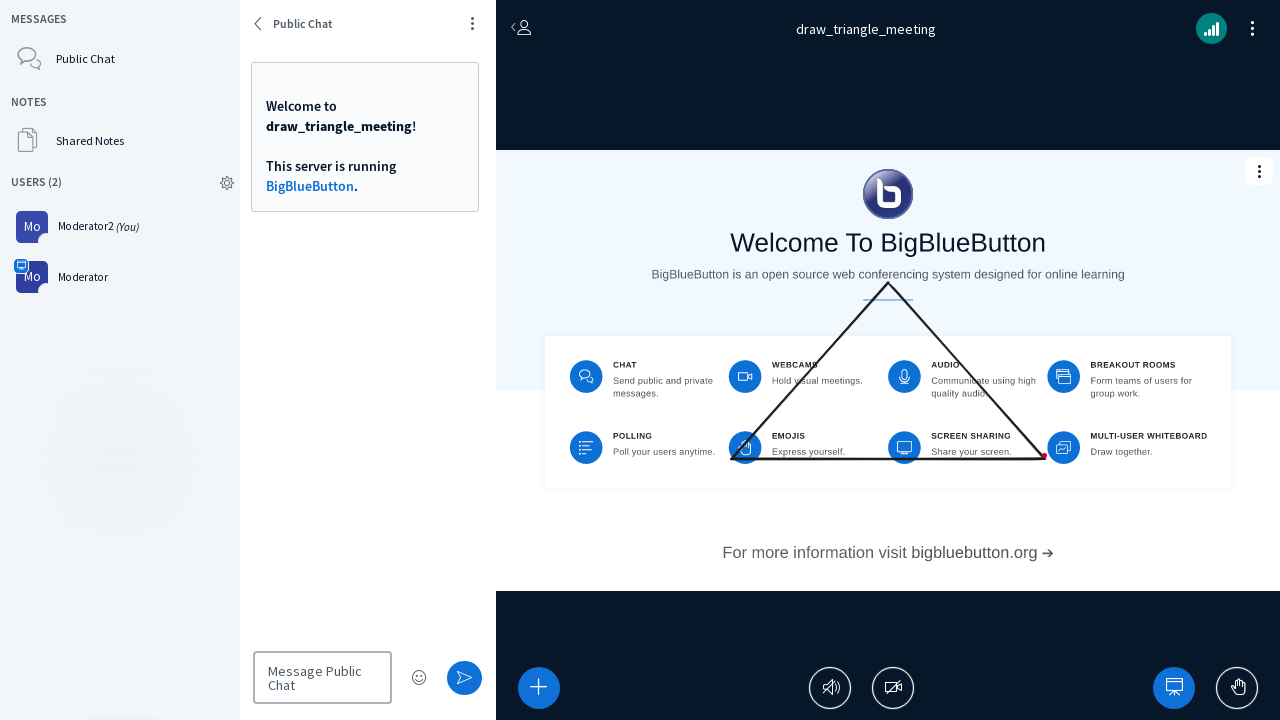 MESSAGES
Public Chat
NOTES
Shared Notes
USERS (2)
Mo
Moderator2 (You)
Mo
Moderator
Public Chat
Welcome to
draw_triangle_meeting!
This server is running
BigBlueButton.
Message Public
Chat
draw_triangle_meeting
b
Welcome To BigBlueButton
BigBlueButton is an open source web conferencing system designed for online learning
CHAT
Send public and private
messages.
WEBCAMS
Hold visual meetings.
AUDIO
Communicate using high
quality audio.
BREAKOUT ROOMS
Form teams of users for
group work.
POLLING
Poll your users anytime.
EMOJIS
Express yourself.
SCREEN SHARING
Share your screen.
MULTI-USER WHITEBOARD
Draw together.
For more information visit bigbluebutton.org →